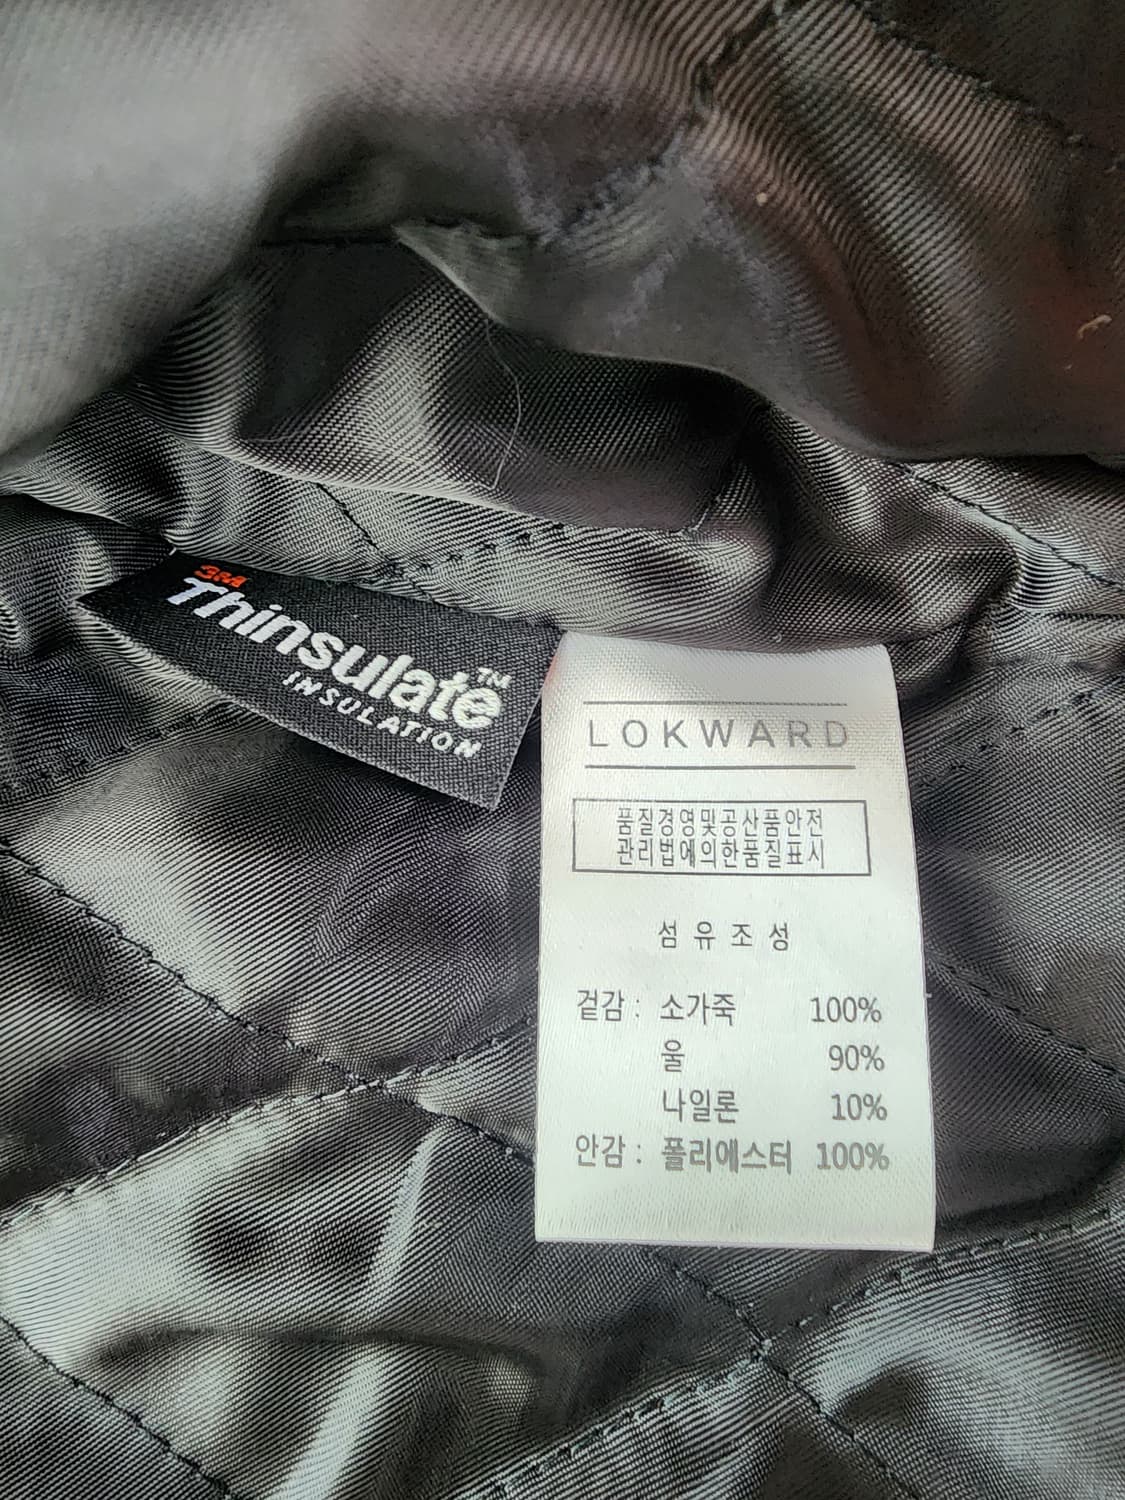 3M
Thinsulate™
INSULATION
LOKWARD
품질경영및공산품안전
관리법에의한품질표시
섬유조성
겉감 : 소가죽 100%
울 90%
나일론 10%
안감 : 폴리에스터 100%